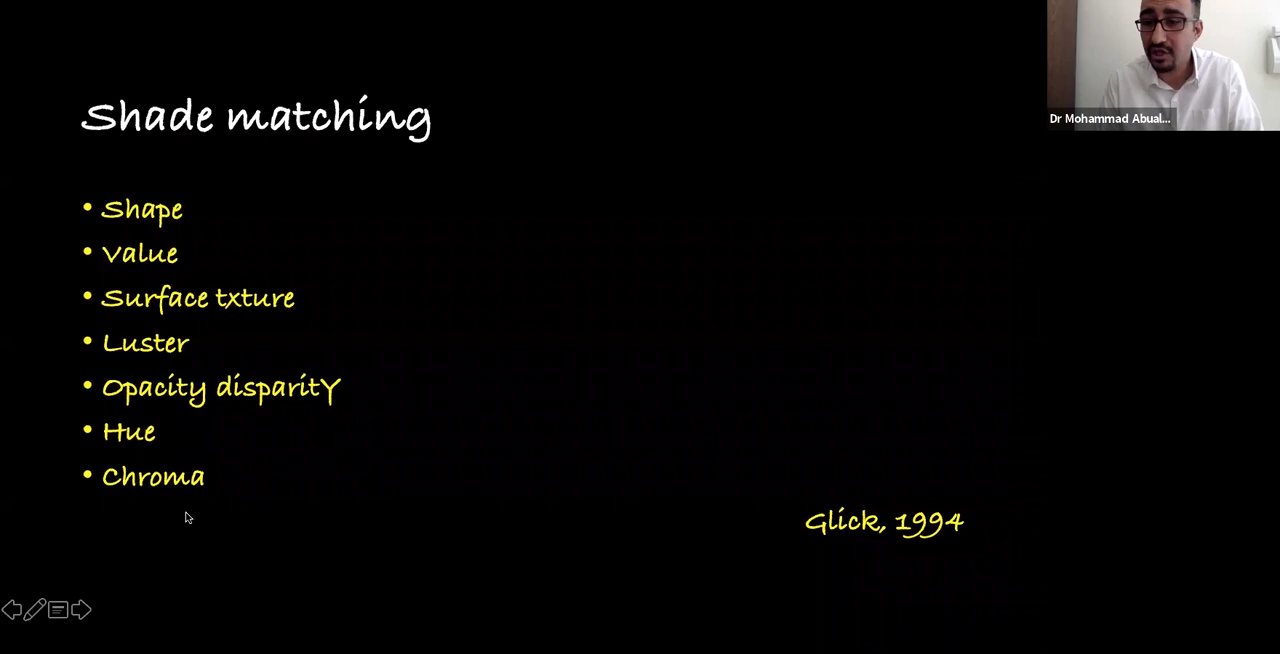 Shade matching
Dr Mohammad Abual...
• Shape
• Value
• Surface txture
• Luster
• Opacity disparitY
• Hue
• Chroma
Glick, 1994